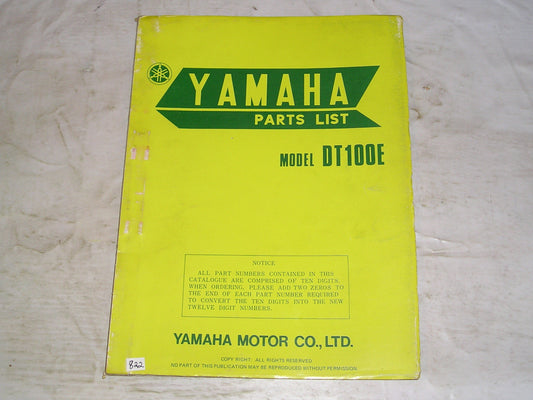 YAMAHA
PARTS LIST
MODEL DT100E
NOTICE
ALL PART NUMBERS CONTAINED IN THIS
CATALOGUE ARE COMPRISED OF TEN DIGITS.
WHEN ORDERING, PLEASE ADD TWO ZEROS TO
THE END OF EACH PART NUMBER REQUIRED
TO CONVERT THE TEN DIGITS INTO THE NEW
TWELVE DIGIT NUMBERS.
YAMAHA MOTOR CO., LTD.
COPY RICHT: ALL RIGHTS RESERVED.
NO PART OF THIS PUBLICATION MAY BE REPRODUCED WITHOUT PERMISSION.
822